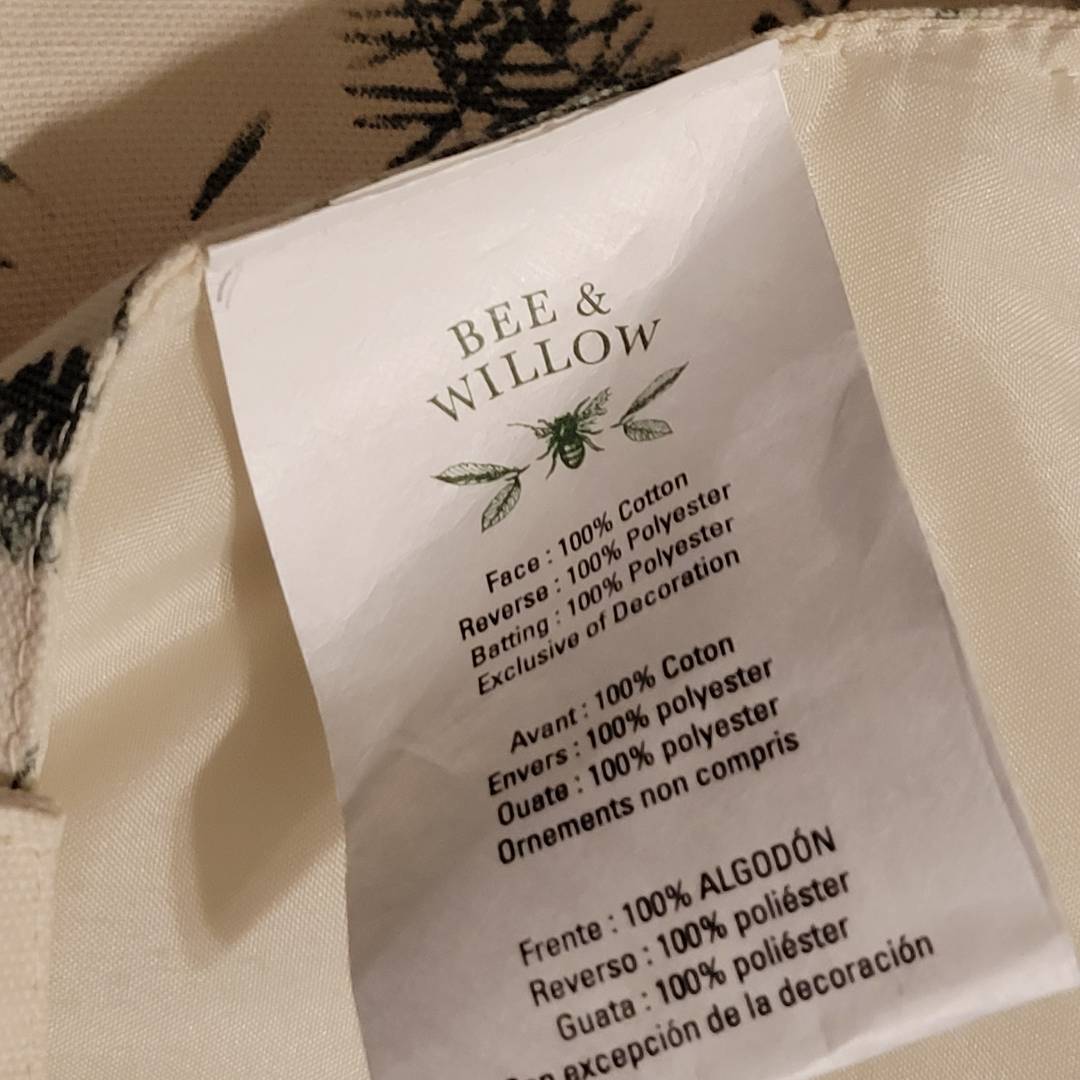 BEE &
WILLOW
Face : 100% Cotton
Reverse : 100% Polyester
Batting : 100% Polyester
Exclusive of Decoration
Avant : 100% Coton
Envers : 100% polyester
Ouate : 100% polyester
Ornements non compris
Frente : 100% ALGODÓN
Reverso : 100% poliéster
Guata : 100% poliéster
excepción de la decoración